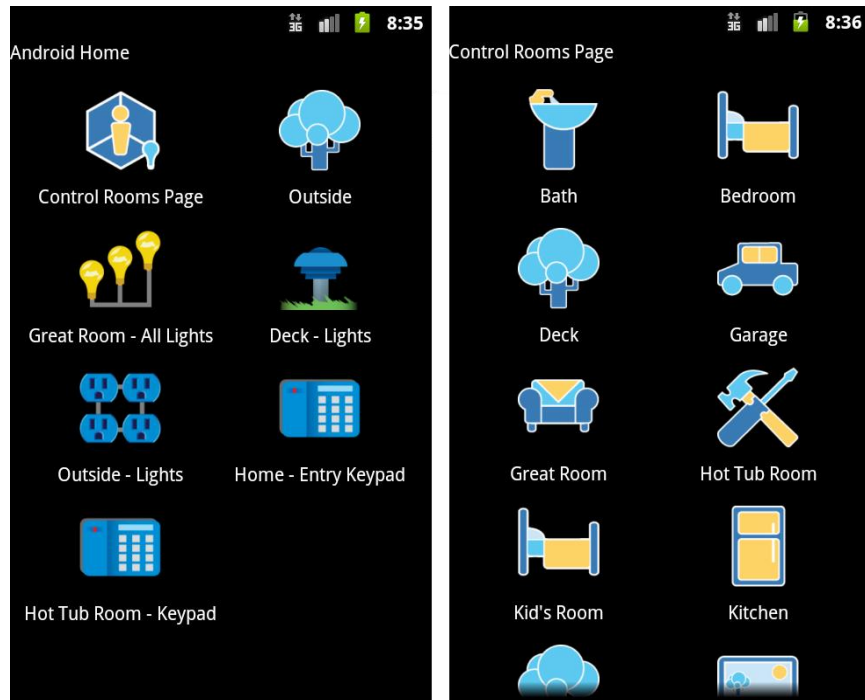 3G 8:35
Android Home
Control Rooms Page Outside
Great Room - All Lights Deck - Lights
Outside - Lights Home - Entry Keypad
Hot Tub Room - Keypad
3G 8:36
Control Rooms Page
Bath Bedroom
Deck Garage
Great Room Hot Tub Room
Kid's Room Kitchen